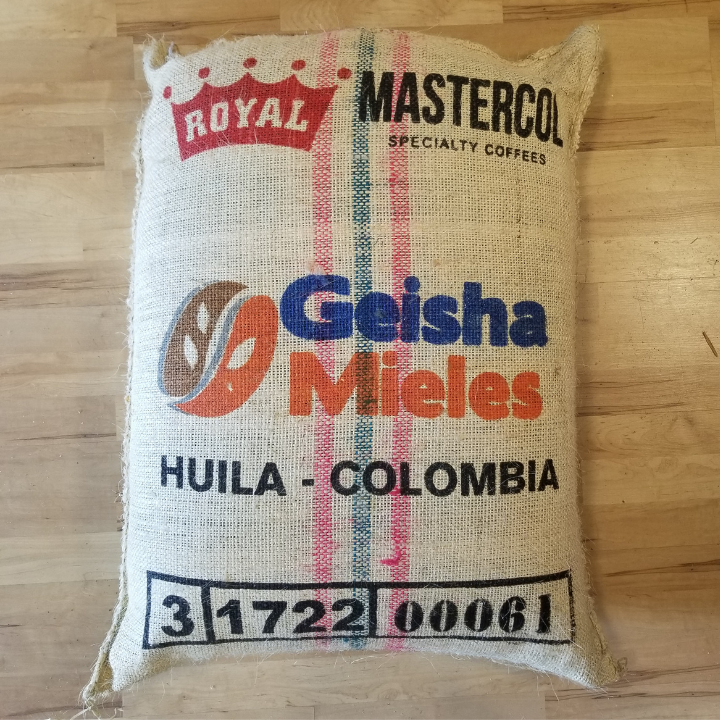 ROYAL
MASTERCOL
SPECIALTY COFFEES
Geisha
Mieles
HUILA - COLOMBIA
3 1722 00061